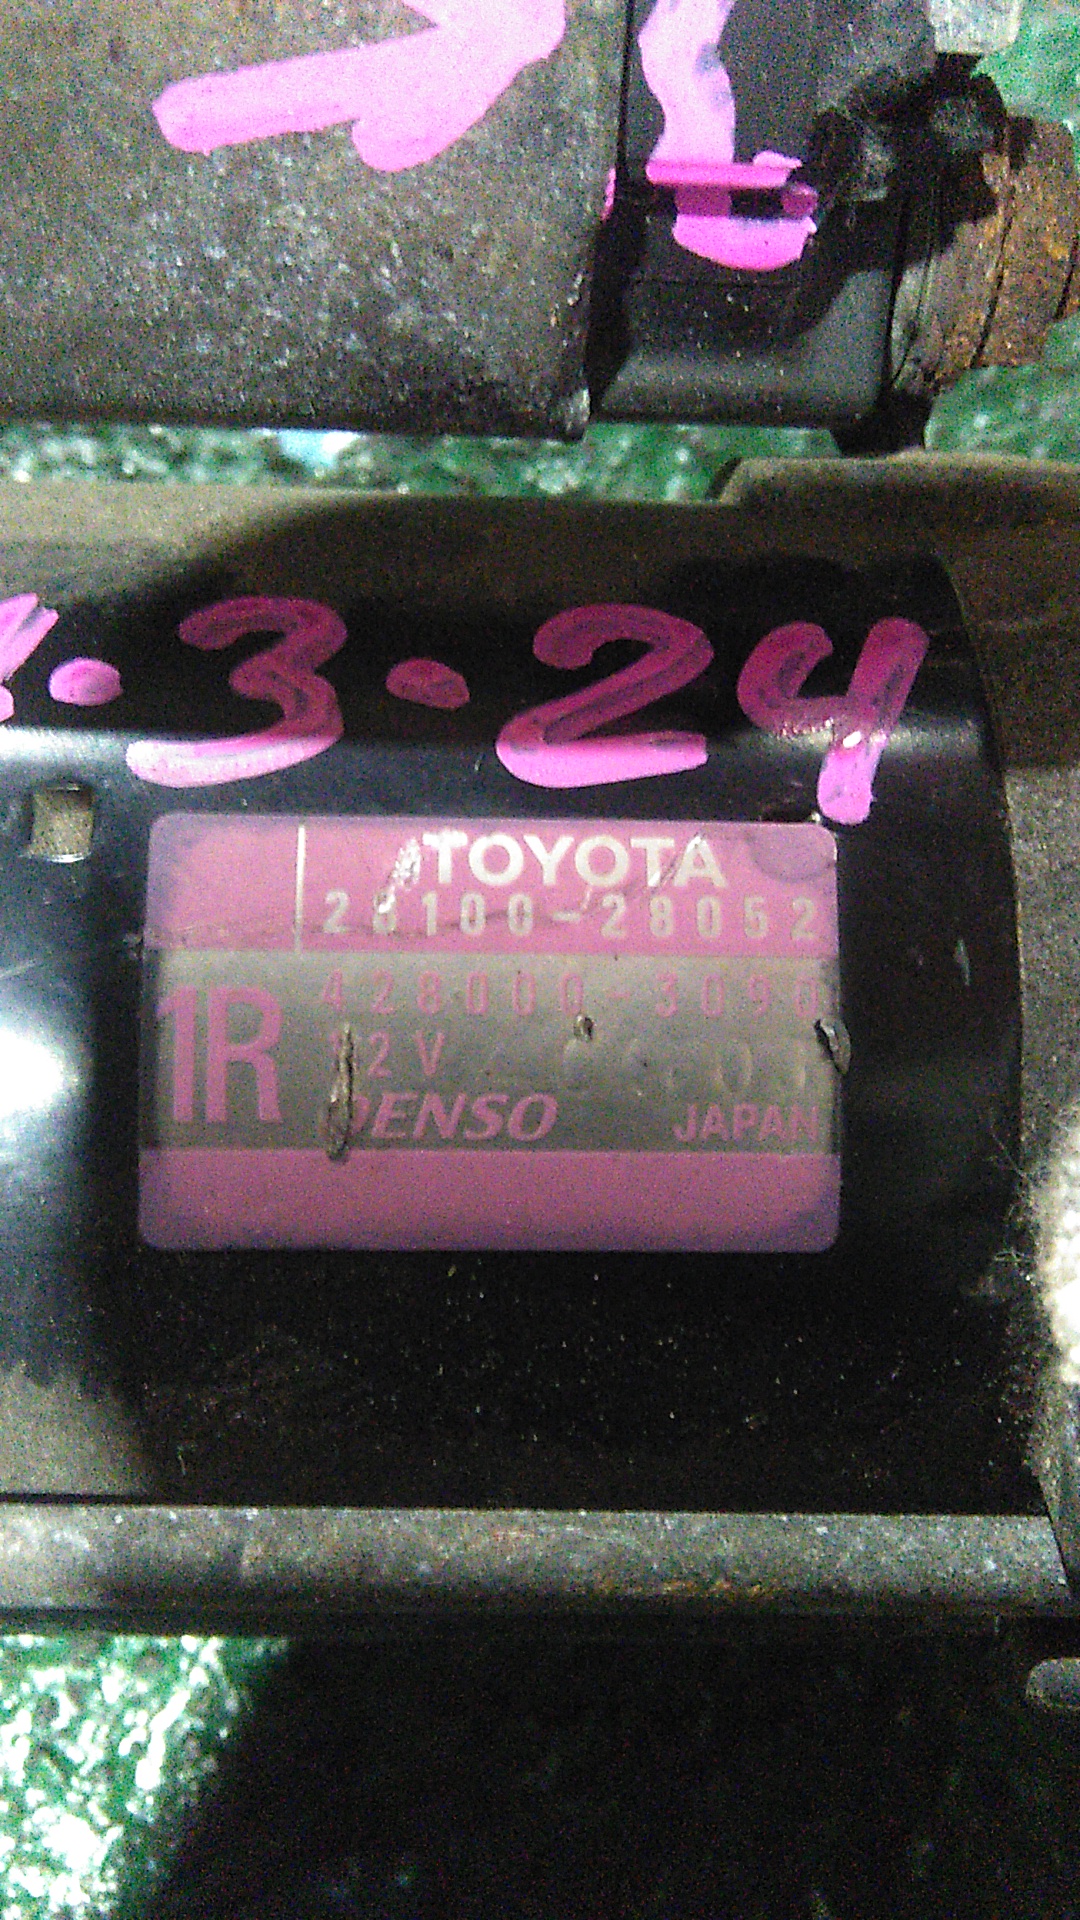 .3.24
TOYOTA
28100-28052
1R
428000-3090
12V
DENSO JAPAN